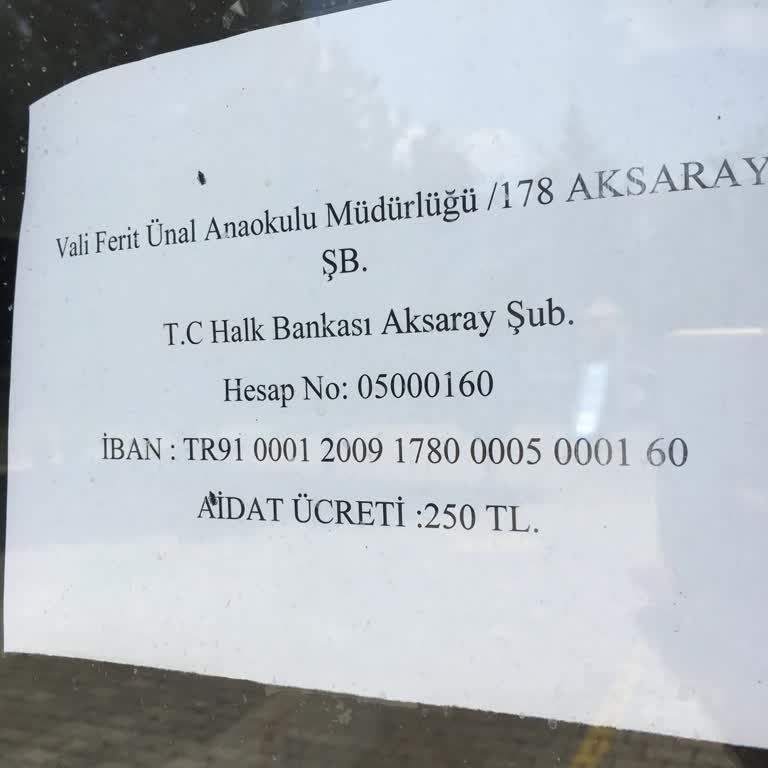 Vali Ferit Ünal Anaokulu Müdürlüğü /178 AKSARAY
ŞB.
T.C Halk Bankası Aksaray Şub.
Hesap No: 05000160
İBAN : TR91 0001 2009 1780 0005 0001 60
AİDAT ÜCRETİ :250 TL.